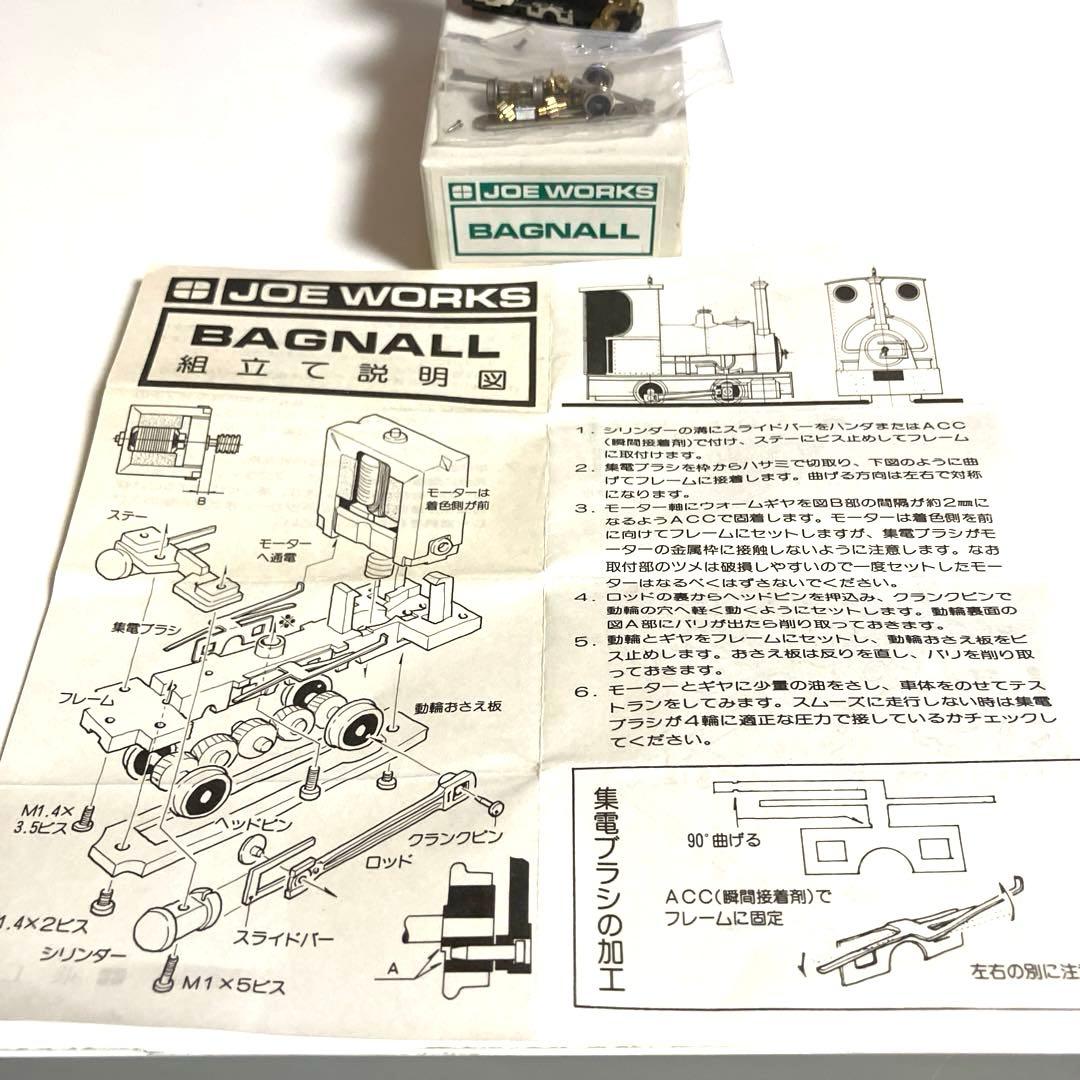 JOE WORKS
BAGNALL
JOE WORKS
BAGNALL
組立て説明図
B
モーターは
着色側が前
ステー
モーター
へ通電
集電ブラシ
※
フレーム
動輪おさえ板
M1.4×
3.5ビス
ヘッドピン
クランクピン
ロッド
1.4×2ビス
シリンダー
スライドバー
A
M1×5ビス
1. シリンダーの溝にスライドバーをハンダまたはACC
(瞬間接着剤)で付け、ステーにビス止めしてフレーム
に取付けます。
2. 集電ブラシを枠からハサミで切取り、下図のように曲
げてフレームに接着します。曲げる方向は左右で対称
になります。
3. モーター軸にウォームギヤを図B部の間隔が約2㎜に
なるようACCで固着します。モーターは着色側を前
に向けてフレームにセットしますが、集電ブラシがモ
ーターの金属枠に接触しないように注意します。なお
取付部のツメは破損しやすいので一度セットしたモー
ターはなるべくはずさないでください。
4. ロッドの裏からヘッドピンを押込み、クランクピンで
動輪の穴へ軽く動くようにセットします。動輪裏面の
図A部にバリが出たら削り取っておきます。
5. 動輪とギヤをフレームにセットし、動輪おさえ板をビ
ス止めします。おさえ板は反りを直し、バリを削り取
っておきます。
6. モーターとギヤに少量の油をさし、車体をのせてテス
トランをしてみます。スムーズに走行しない時は集電
ブラシが4輪に適正な圧力で接しているかチェックし
てください。
集電ブラシの加工
90°曲げる
ACC(瞬間接着剤)で
フレームに固定
左右の別に注